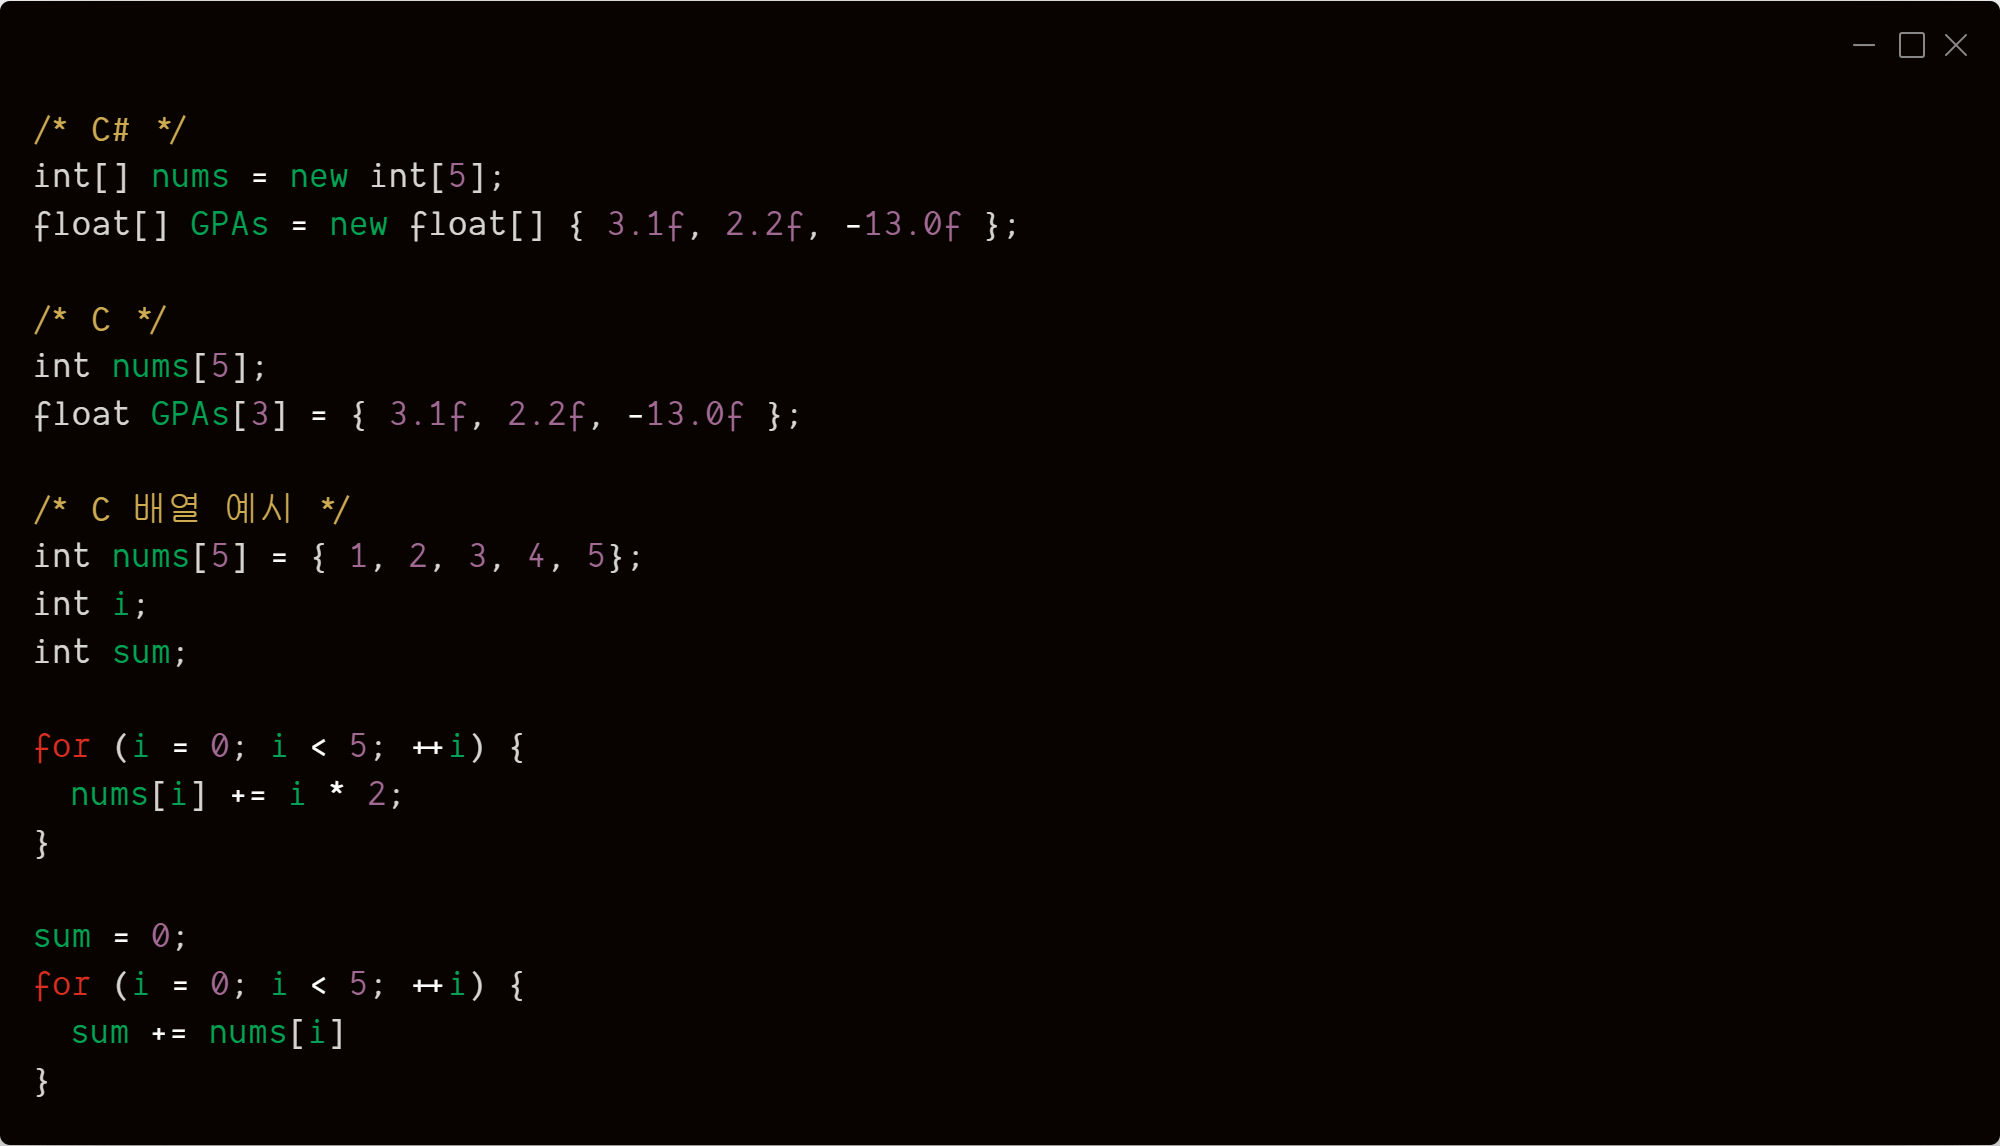 /* C# */
int[] nums = new int[5];
float[] GPAs = new float[] { 3.1f, 2.2f, -13.0f };
/* C */
int nums[5];
float GPAs[3] = { 3.1f, 2.2f, -13.0f };
/* C 배열 예시 */
int nums[5] = { 1, 2, 3, 4, 5};
int i;
int sum;
for (i = 0; i < 5; ++i) {
  nums[i] += i * 2;
}
sum = 0;
for (i = 0; i < 5; ++i) {
  sum += nums[i]
}